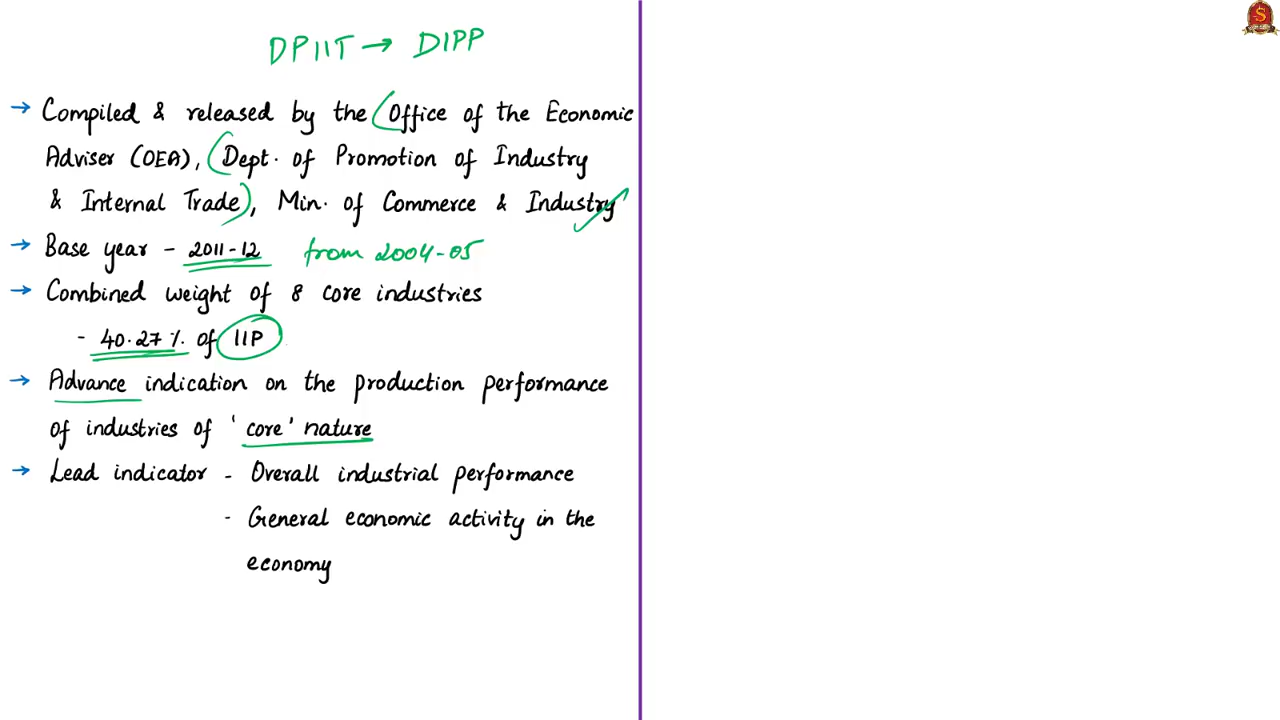 DPIIT → DIPP
→ Compiled & released by the (Office of the Economic
Adviser (OEA), (Dept. of Promotion of Industry
& Internal Trade), Min. of Commerce & Industry
→ Base year - 2011-12 from 2004-05
→ Combined weight of 8 core industries
- 40.27 %. of IIP
→ Advance indication on the production performance
of industries of 'core' nature
→ Lead indicator - Overall industrial performance
- General economic activity in the
economy